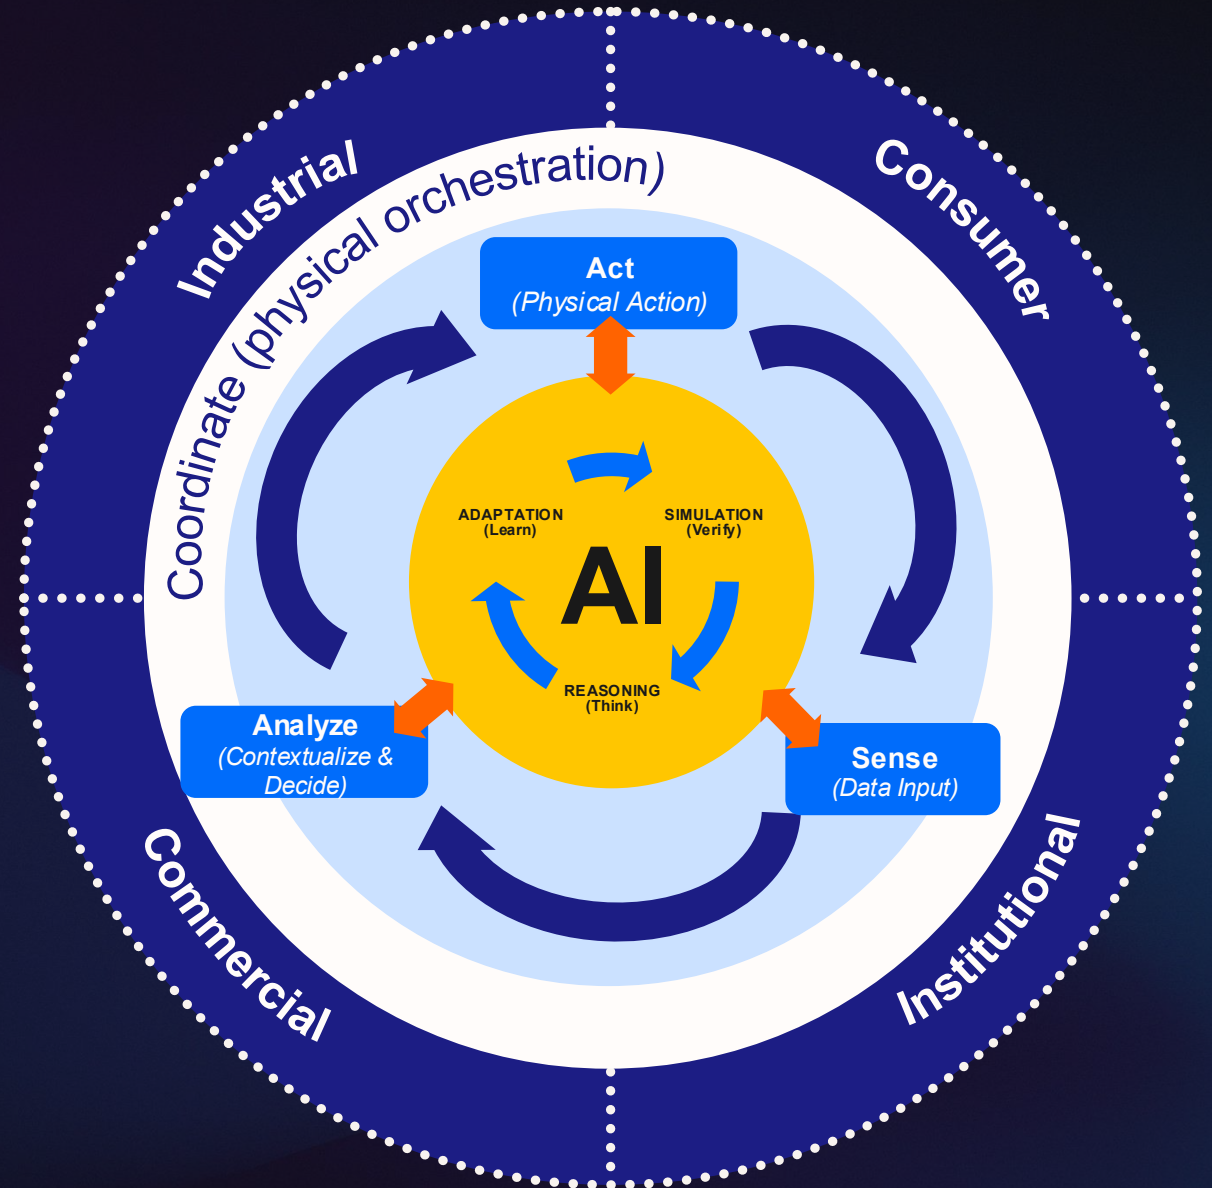 Industrial
Consumer
Coordinate (physical orchestration)
Act
(Physical Action)
ADAPTATION
(Learn)
SIMULATION
(Verify)
AI
REASONING
(Think)
Analyze
(Contextualize &
Decide)
Sense
(Data Input)
Commercial
Institutional